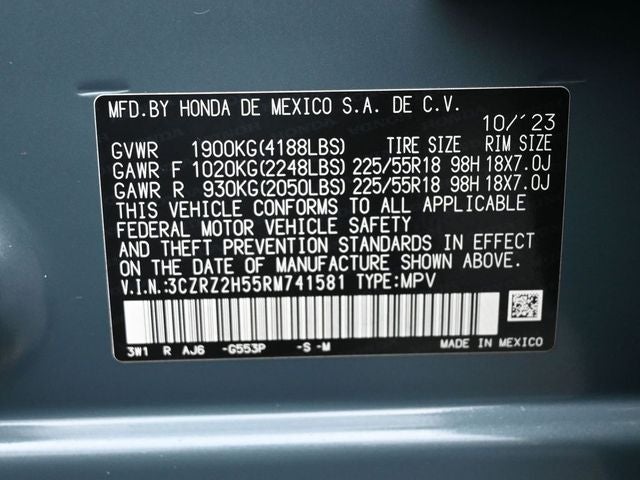 MFD.BY HONDA DE MEXICO S.A. DE C.V.
10/'23
GVWR 1900KG(4188LBS) TIRE SIZE RIM SIZE
GAWR F 1020KG(2248LBS) 225/55R18 98H 18X7.0J
GAWR R 930KG(2050LBS) 225/55R18 98H 18X7.0J
THIS VEHICLE CONFORMS TO ALL APPLICABLE
FEDERAL MOTOR VEHICLE SAFETY
AND THEFT PREVENTION STANDARDS IN EFFECT
ON THE DATE OF MANUFACTURE SHOWN ABOVE.
V.I.N.:3CZRZ2H55RM741581 TYPE:MPV
3W1 R AJ6 -G553P -S -M MADE IN MEXICO